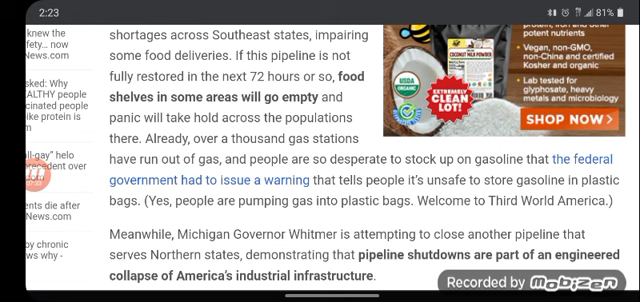 2:23
81%
knew the
fety... now
News.com
sked: Why
ALTHY people
cinated people
ike protein is
m
all-gay" helo
recedent over
.com
ents die after
News.com
by chronic
ws why -
shortages across Southeast states, impairing
some food deliveries. If this pipeline is not
fully restored in the next 72 hours or so, food
shelves in some areas will go empty and
panic will take hold across the populations
there. Already, over a thousand gas stations
have run out of gas, and people are so desperate to stock up on gasoline that the federal
government had to issue a warning that tells people it's unsafe to store gasoline in plastic
bags. (Yes, people are pumping gas into plastic bags. Welcome to Third World America.)
Meanwhile, Michigan Governor Whitmer is attempting to close another pipeline that
serves Northern states, demonstrating that pipeline shutdowns are part of an engineered
collapse of America's industrial infrastructure.
COCONUT MILK POWDER
USDA
ORGANIC
EXTREMELY
CLEAN
LOT!
potent nutrients
• Vegan, non-GMO,
non-China and certified
Kosher and organic
• Lab tested for
glyphosate, heavy
metals and microbiology
SHOP NOW >
Recorded by Mobizen